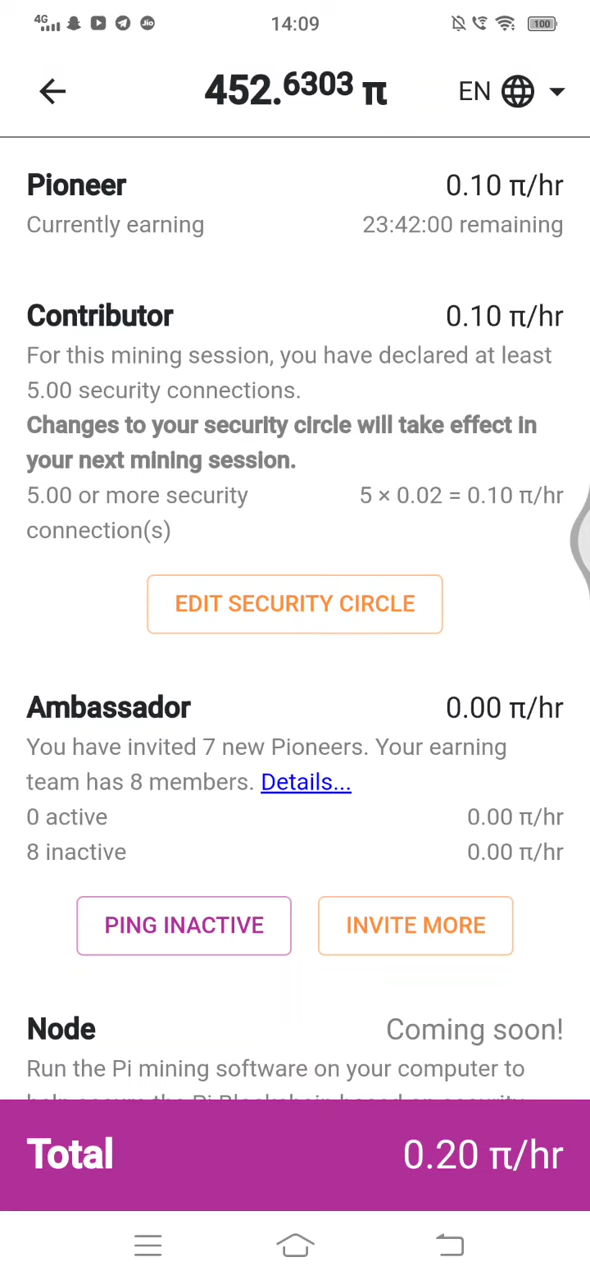 4G Jio 14:09 100
452.6303 π EN
Pioneer 0.10 π/hr
Currently earning 23:42:00 remaining
Contributor 0.10 π/hr
For this mining session, you have declared at least
5.00 security connections.
Changes to your security circle will take effect in
your next mining session.
5.00 or more security 5 × 0.02 = 0.10 π/hr
connection(s)
EDIT SECURITY CIRCLE
Ambassador 0.00 π/hr
You have invited 7 new Pioneers. Your earning
team has 8 members. Details...
0 active 0.00 π/hr
8 inactive 0.00 π/hr
PING INACTIVE INVITE MORE
Node Coming soon!
Run the Pi mining software on your computer to
Total 0.20 π/hr